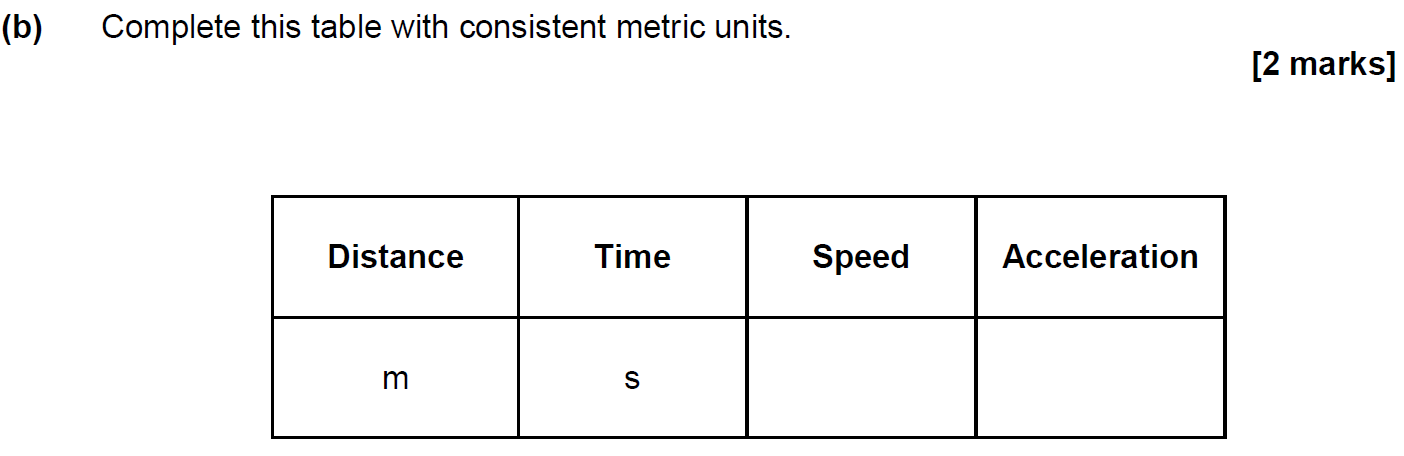 (b) Complete this table with consistent metric units.
[2 marks]
Distance Time Speed Acceleration
m s